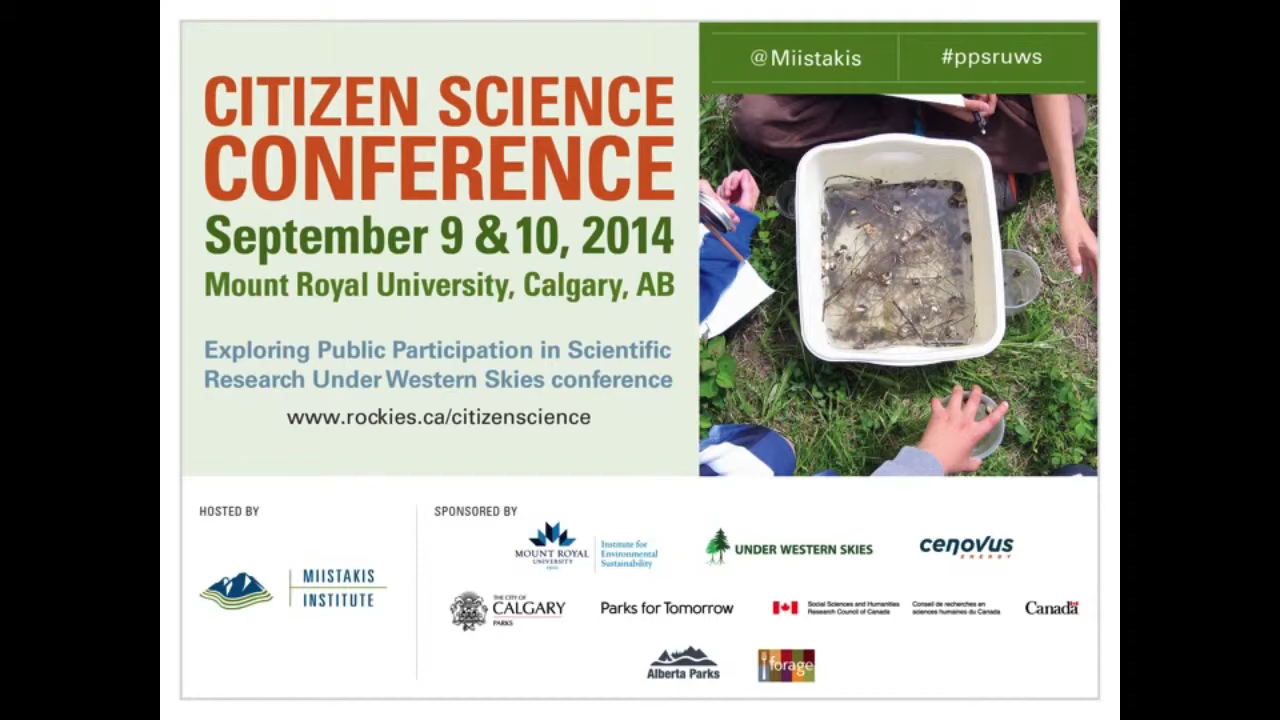 CITIZEN SCIENCE
CONFERENCE
September 9 & 10, 2014
Mount Royal University, Calgary, AB
Exploring Public Participation in Scientific
Research Under Western Skies conference
www.rockies.ca/citizenscience
@Miistakis
#ppsruws
HOSTED BY
MIISTAKIS
INSTITUTE
SPONSORED BY
MOUNT ROYAL
UNIVERSITY
1910
Institute for
Environmental
Sustainability
UNDER WESTERN SKIES
cenovus
ENERGY
THE CITY OF
CALGARY
PARKS
Parks for Tomorrow
Social Sciences and Humanities
Research Council of Canada
Conseil de recherches en
sciences humaines du Canada
Canada
Alberta Parks
forage